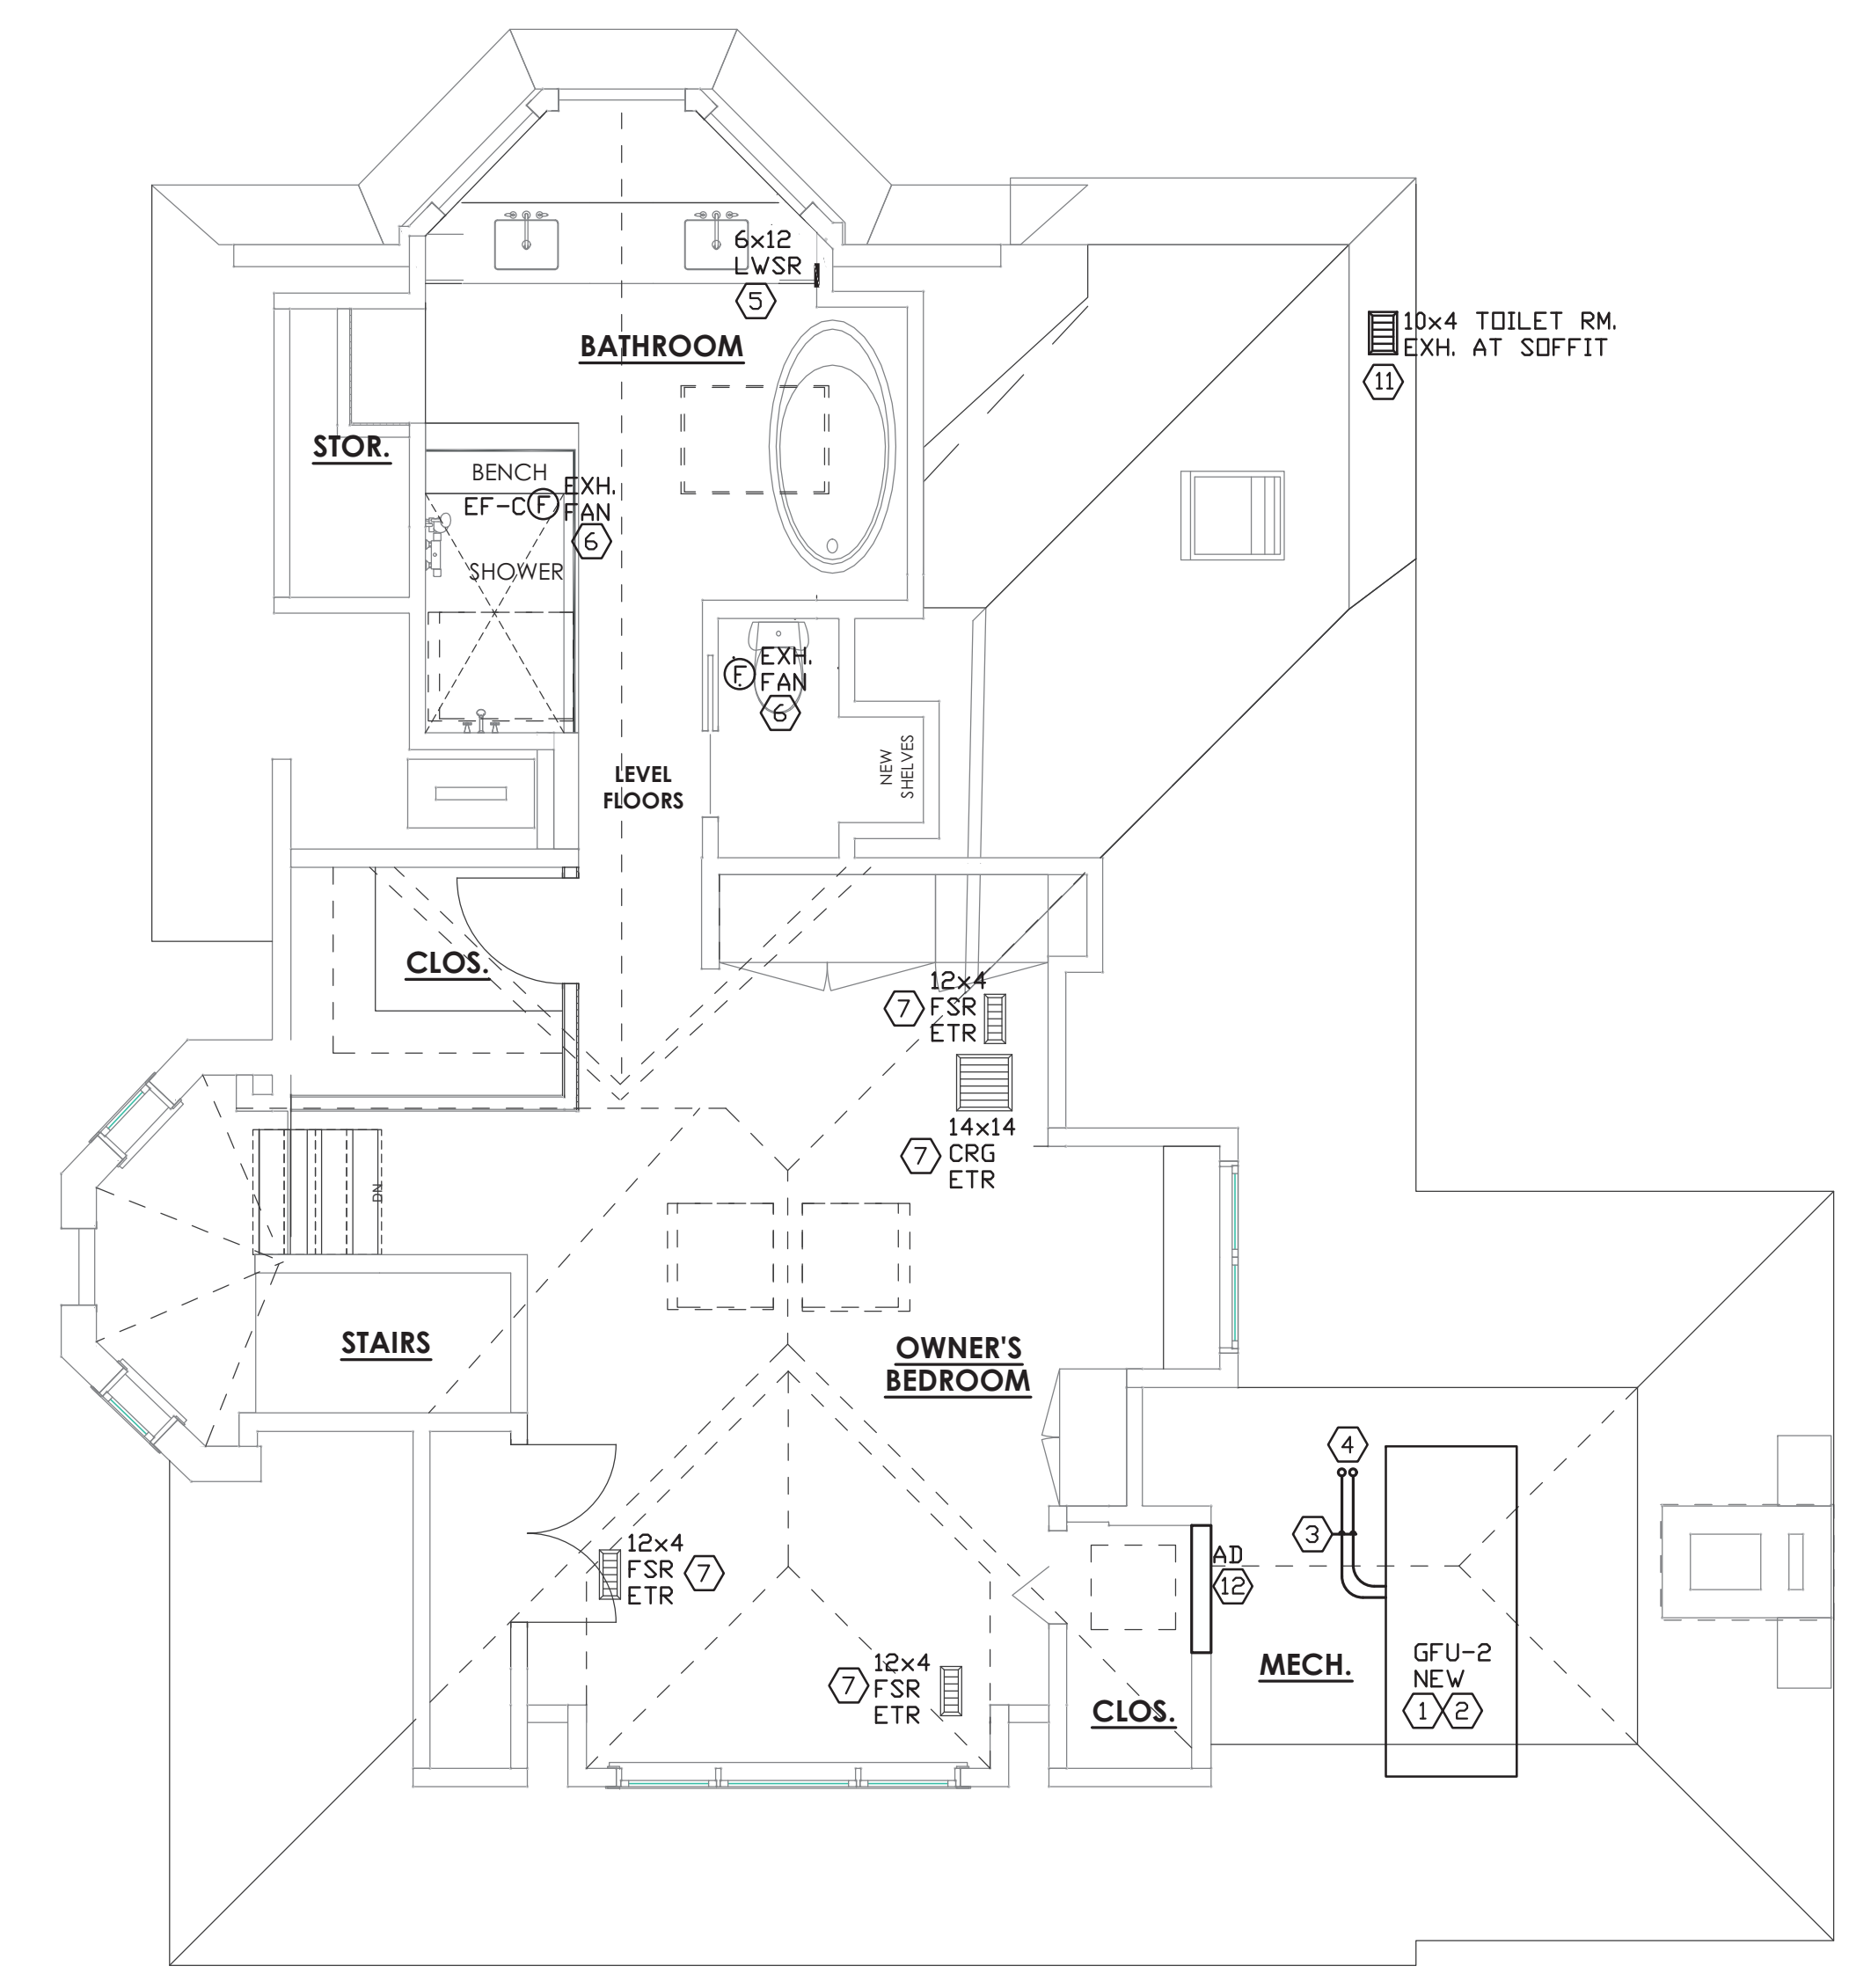 6x12
LWSR
5
BATHROOM
10x4 TOILET RM.
EXH. AT SOFFIT
11
STOR.
BENCH
EF-C
F
EXH.
FAN
6
SHOWER
F
EXH.
FAN
6
NEW
SHELVES
LEVEL
FLOORS
CLOS.
7
12x4
FSR
ETR
7
14x14
CRG
ETR
DN
STAIRS
OWNER'S
BEDROOM
4
3
12x4
FSR
ETR
7
AD
12
7
12x4
FSR
ETR
CLOS.
MECH.
GFU-2
NEW
1 2